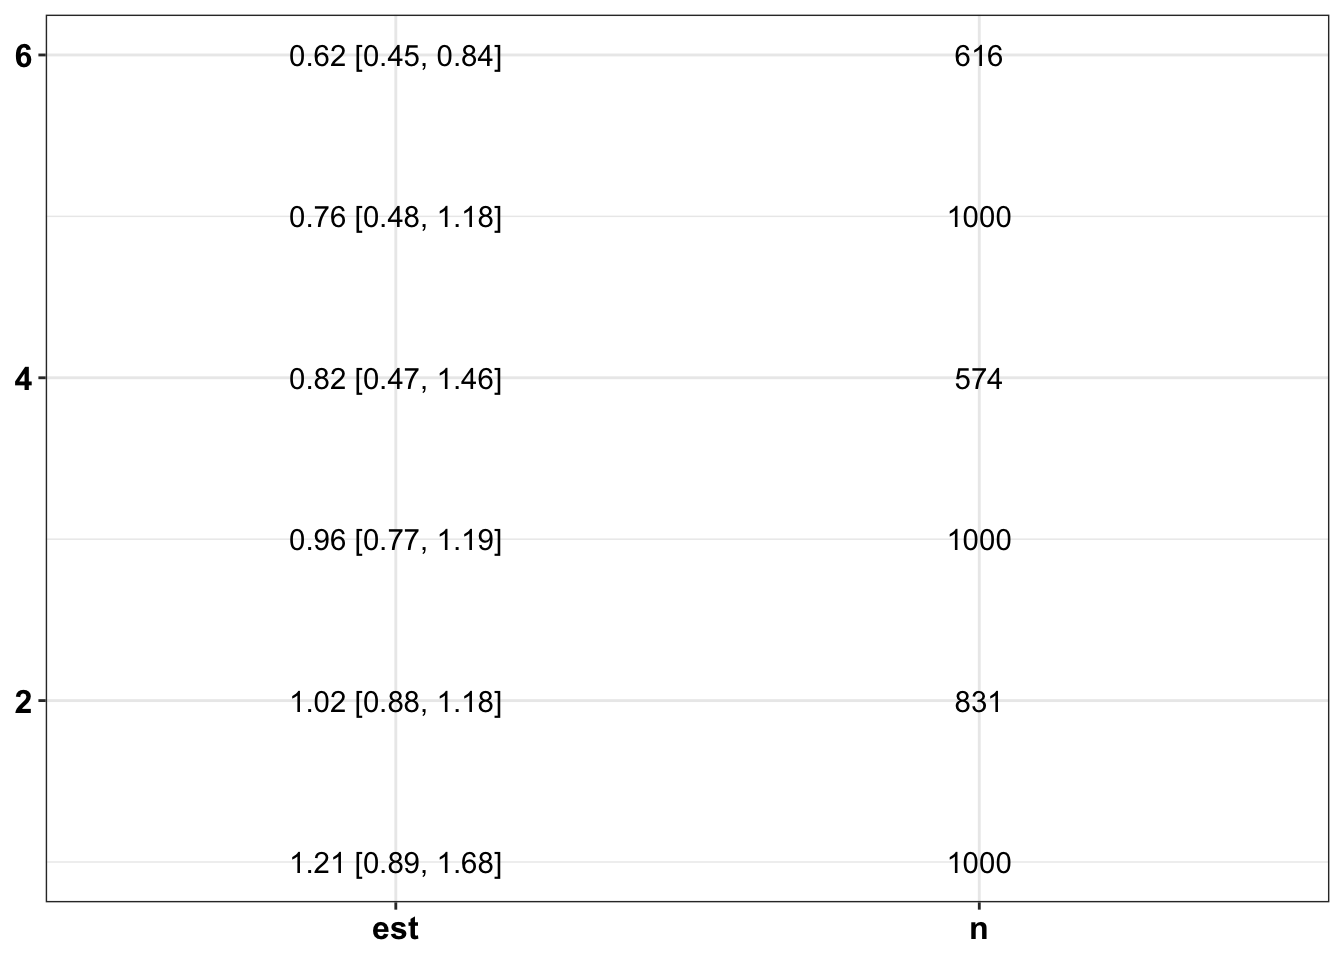 6 0.62 [0.45, 0.84] 616
0.76 [0.48, 1.18] 1000
4 0.82 [0.47, 1.46] 574
0.96 [0.77, 1.19] 1000
2 1.02 [0.88, 1.18] 831
1.21 [0.89, 1.68] 1000
est n